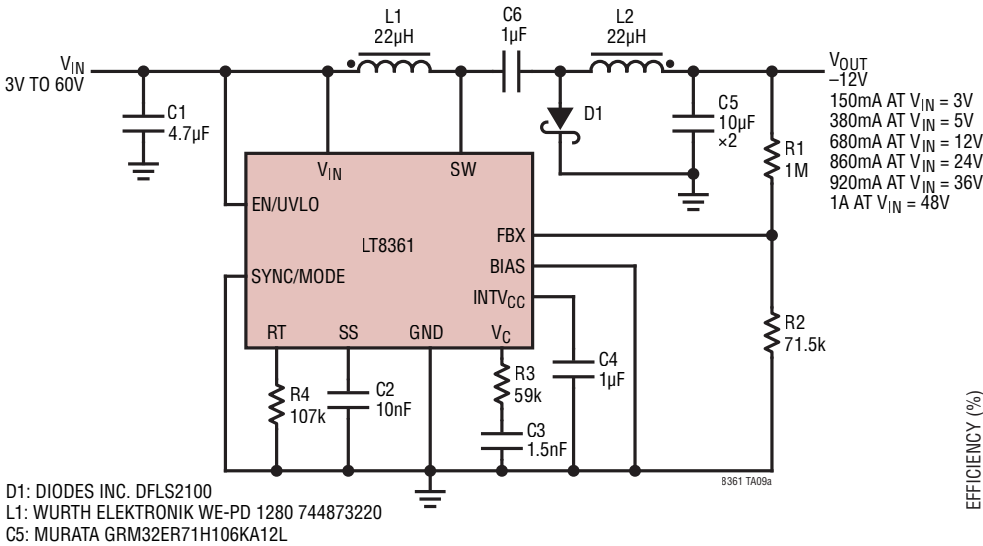 L1
22µH
C6
1µF
L2
22µH
VIN
3V TO 60V
VOUT
–12V
150mA AT VIN = 3V
380mA AT VIN = 5V
680mA AT VIN = 12V
860mA AT VIN = 24V
920mA AT VIN = 36V
1A AT VIN = 48V
C1
4.7µF
D1
C5
10µF
×2
R1
1M
VIN
SW
EN/UVLO
LT8361
FBX
BIAS
SYNC/MODE
INTVCC
RT
SS
GND
VC
R2
71.5k
R4
107k
C2
10nF
R3
59k
C4
1µF
C3
1.5nF
8361 TA09a
EFFICIENCY (%)
D1: DIODES INC. DFLS2100
L1: WURTH ELEKTRONIK WE-PD 1280 744873220
C5: MURATA GRM32ER71H106KA12L